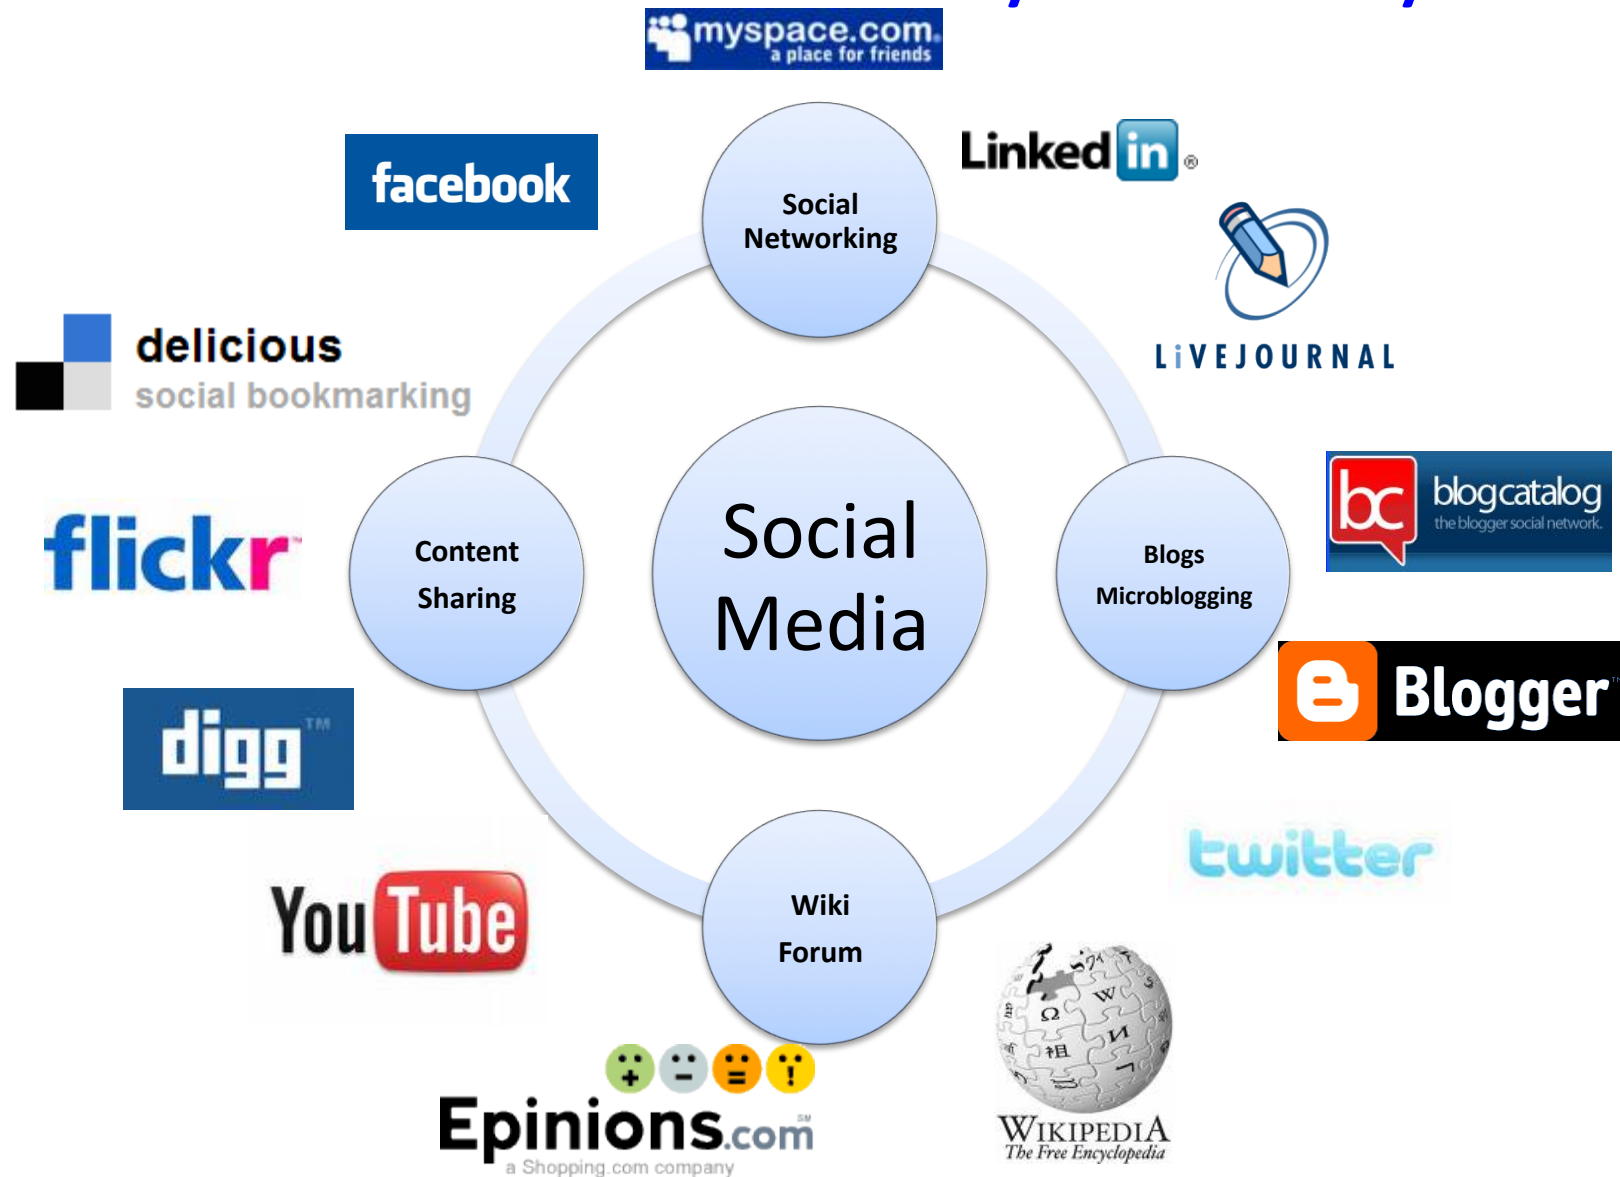 myspace.com.
a place for friends
facebook
Linked in ®
Social
Networking
LiVEJOURNAL
delicious
social bookmarking
bc
blogcatalog
the blogger social network.
flickr
Content
Sharing
Social
Media
Blogs
Microblogging
B Blogger
digg™
twitter
YouTube
Wiki
Forum
Ω W И
祖
Epinions.com
a Shopping.com company
WIKIPEDIA
The Free Encyclopedia